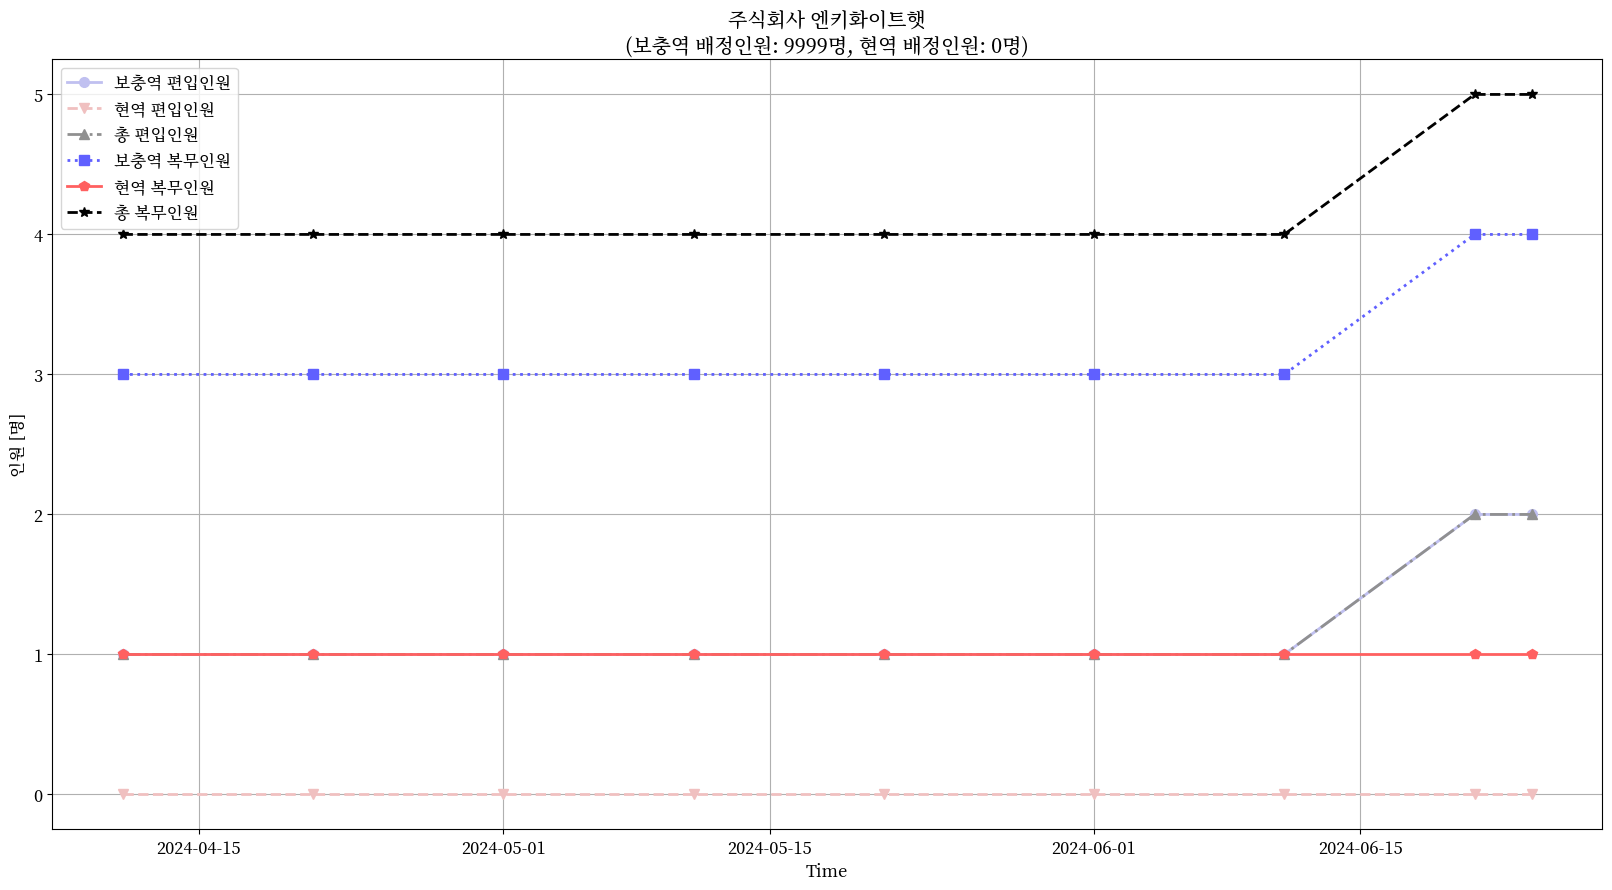 주식회사 엔키화이트햇
(보충역 배정인원: 9999명, 현역 배정인원: 0명)
보충역 편입인원
현역 편입인원
총 편입인원
보충역 복무인원
현역 복무인원
총 복무인원
5
4
3
2
1
0
인원 [명]
2024-04-15
2024-05-01
2024-05-15
2024-06-01
2024-06-15
Time